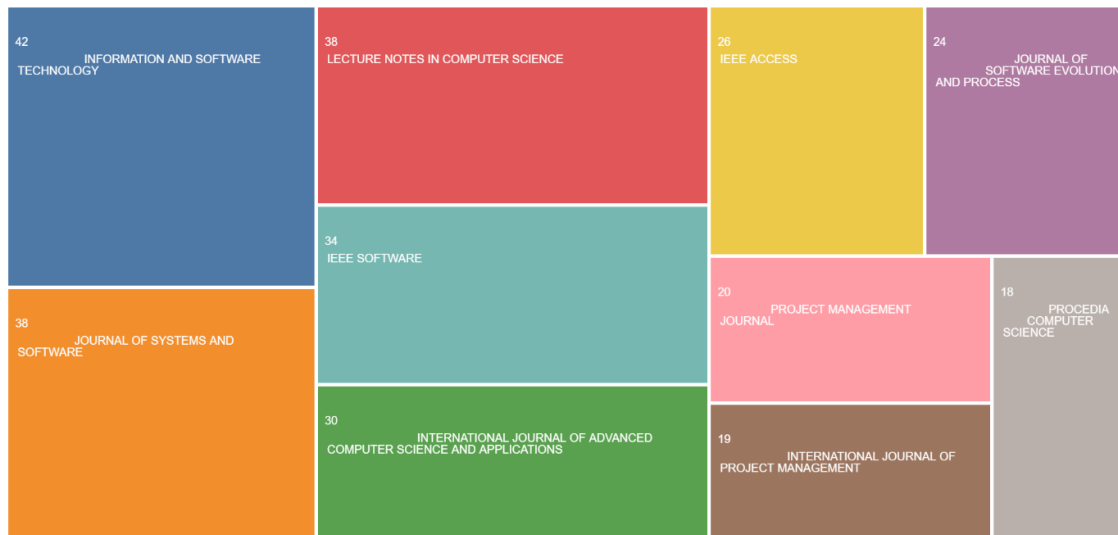 42
INFORMATION AND SOFTWARE
TECHNOLOGY
38
LECTURE NOTES IN COMPUTER SCIENCE
26
IEEE ACCESS
24
JOURNAL OF
SOFTWARE EVOLUTION
AND PROCESS
34
IEEE SOFTWARE
20
PROJECT MANAGEMENT
JOURNAL
18
PROCEDIA
COMPUTER
SCIENCE
38
JOURNAL OF SYSTEMS AND
SOFTWARE
30
INTERNATIONAL JOURNAL OF ADVANCED
COMPUTER SCIENCE AND APPLICATIONS
19
INTERNATIONAL JOURNAL OF
PROJECT MANAGEMENT